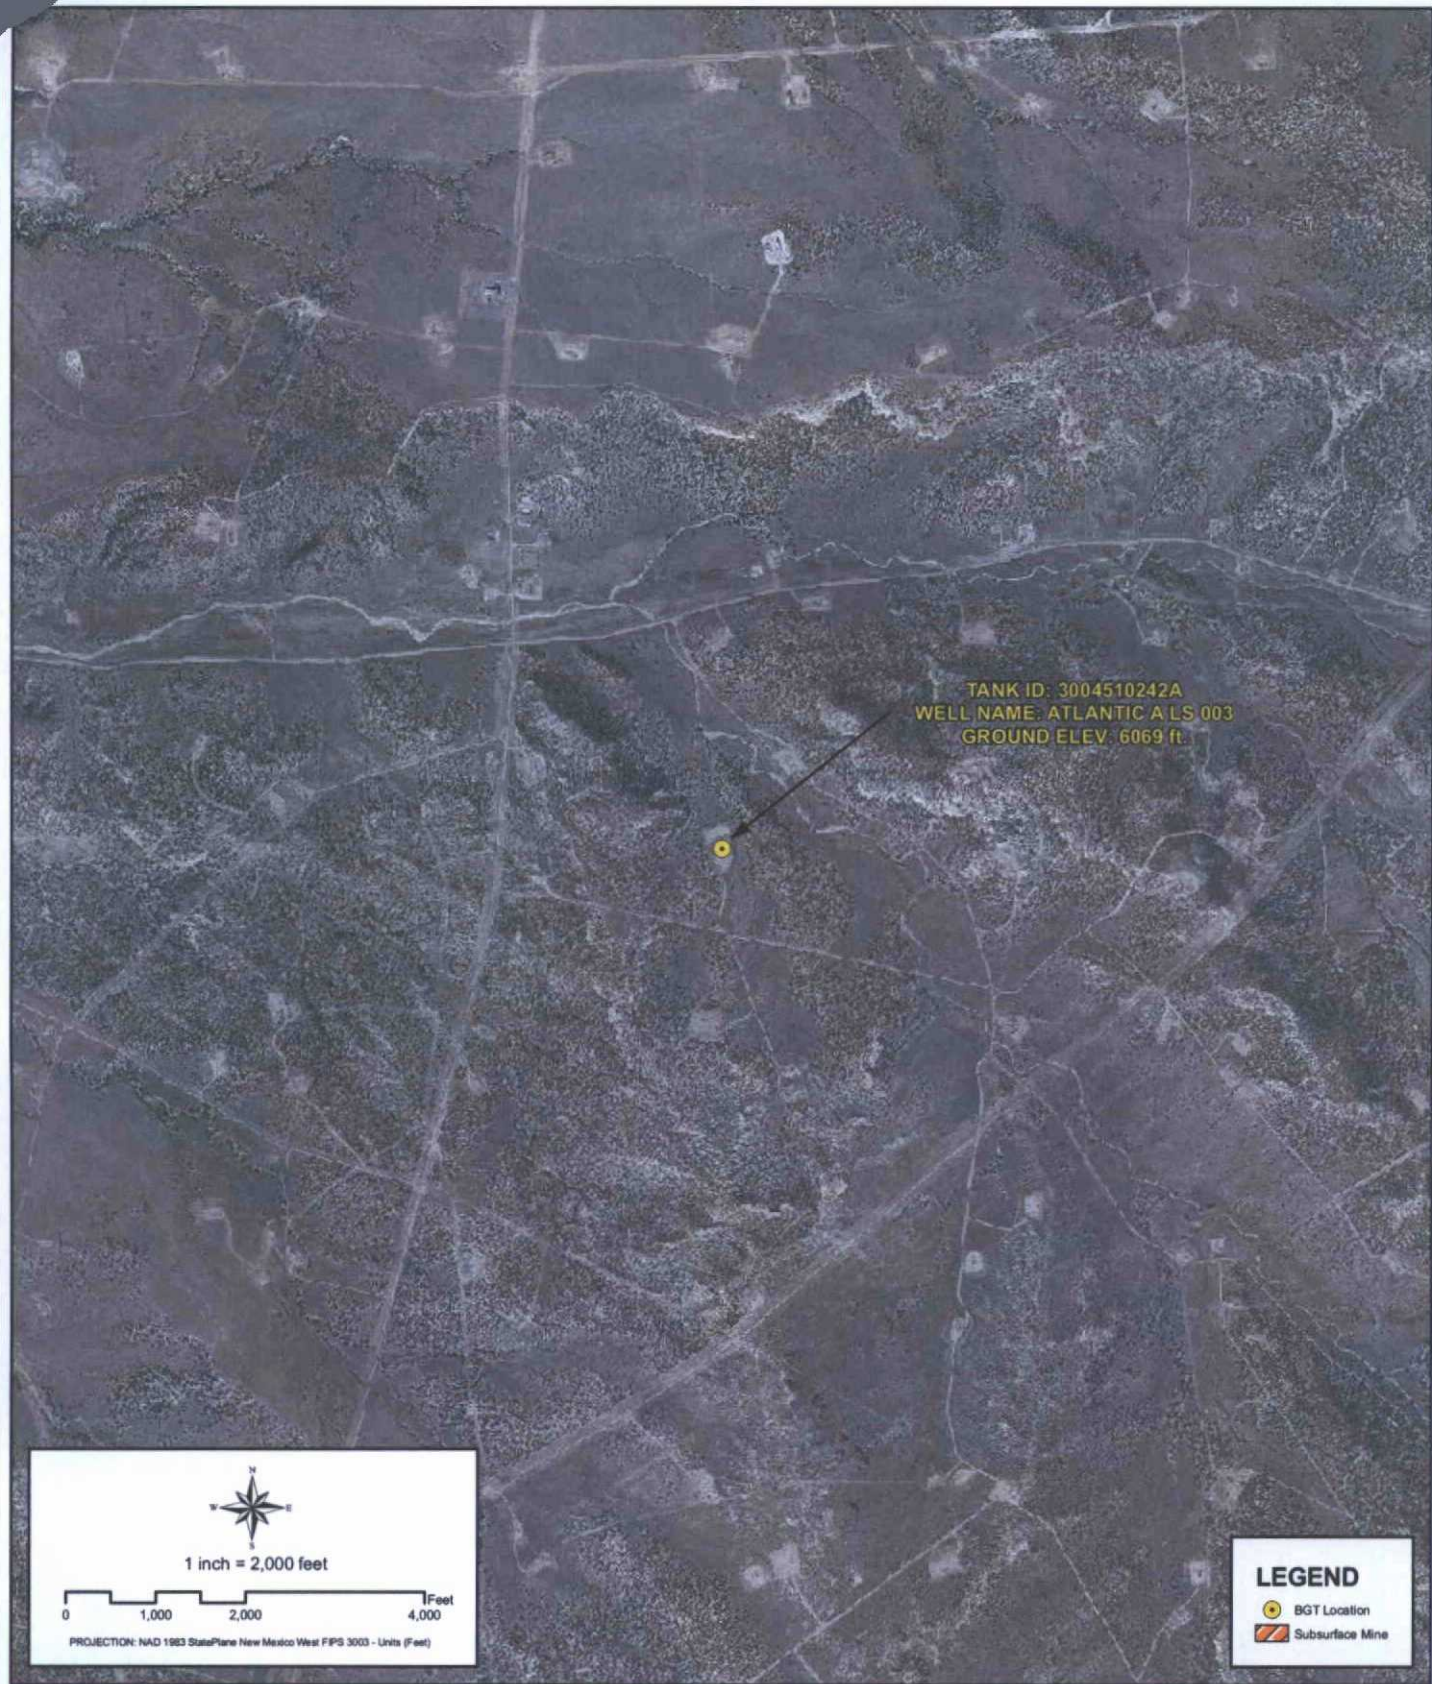 TANK ID: 3004510242A
WELL NAME: ATLANTIC A LS 003
GROUND ELEV: 6069 ft.
N
W E
S
1 inch = 2,000 feet
Feet
0 1,000 2,000 4,000
PROJECTION: NAD 1983 StatePlane New Mexico West FIPS 3003 - Units (Feet)
LEGEND
BGT Location
Subsurface Mine